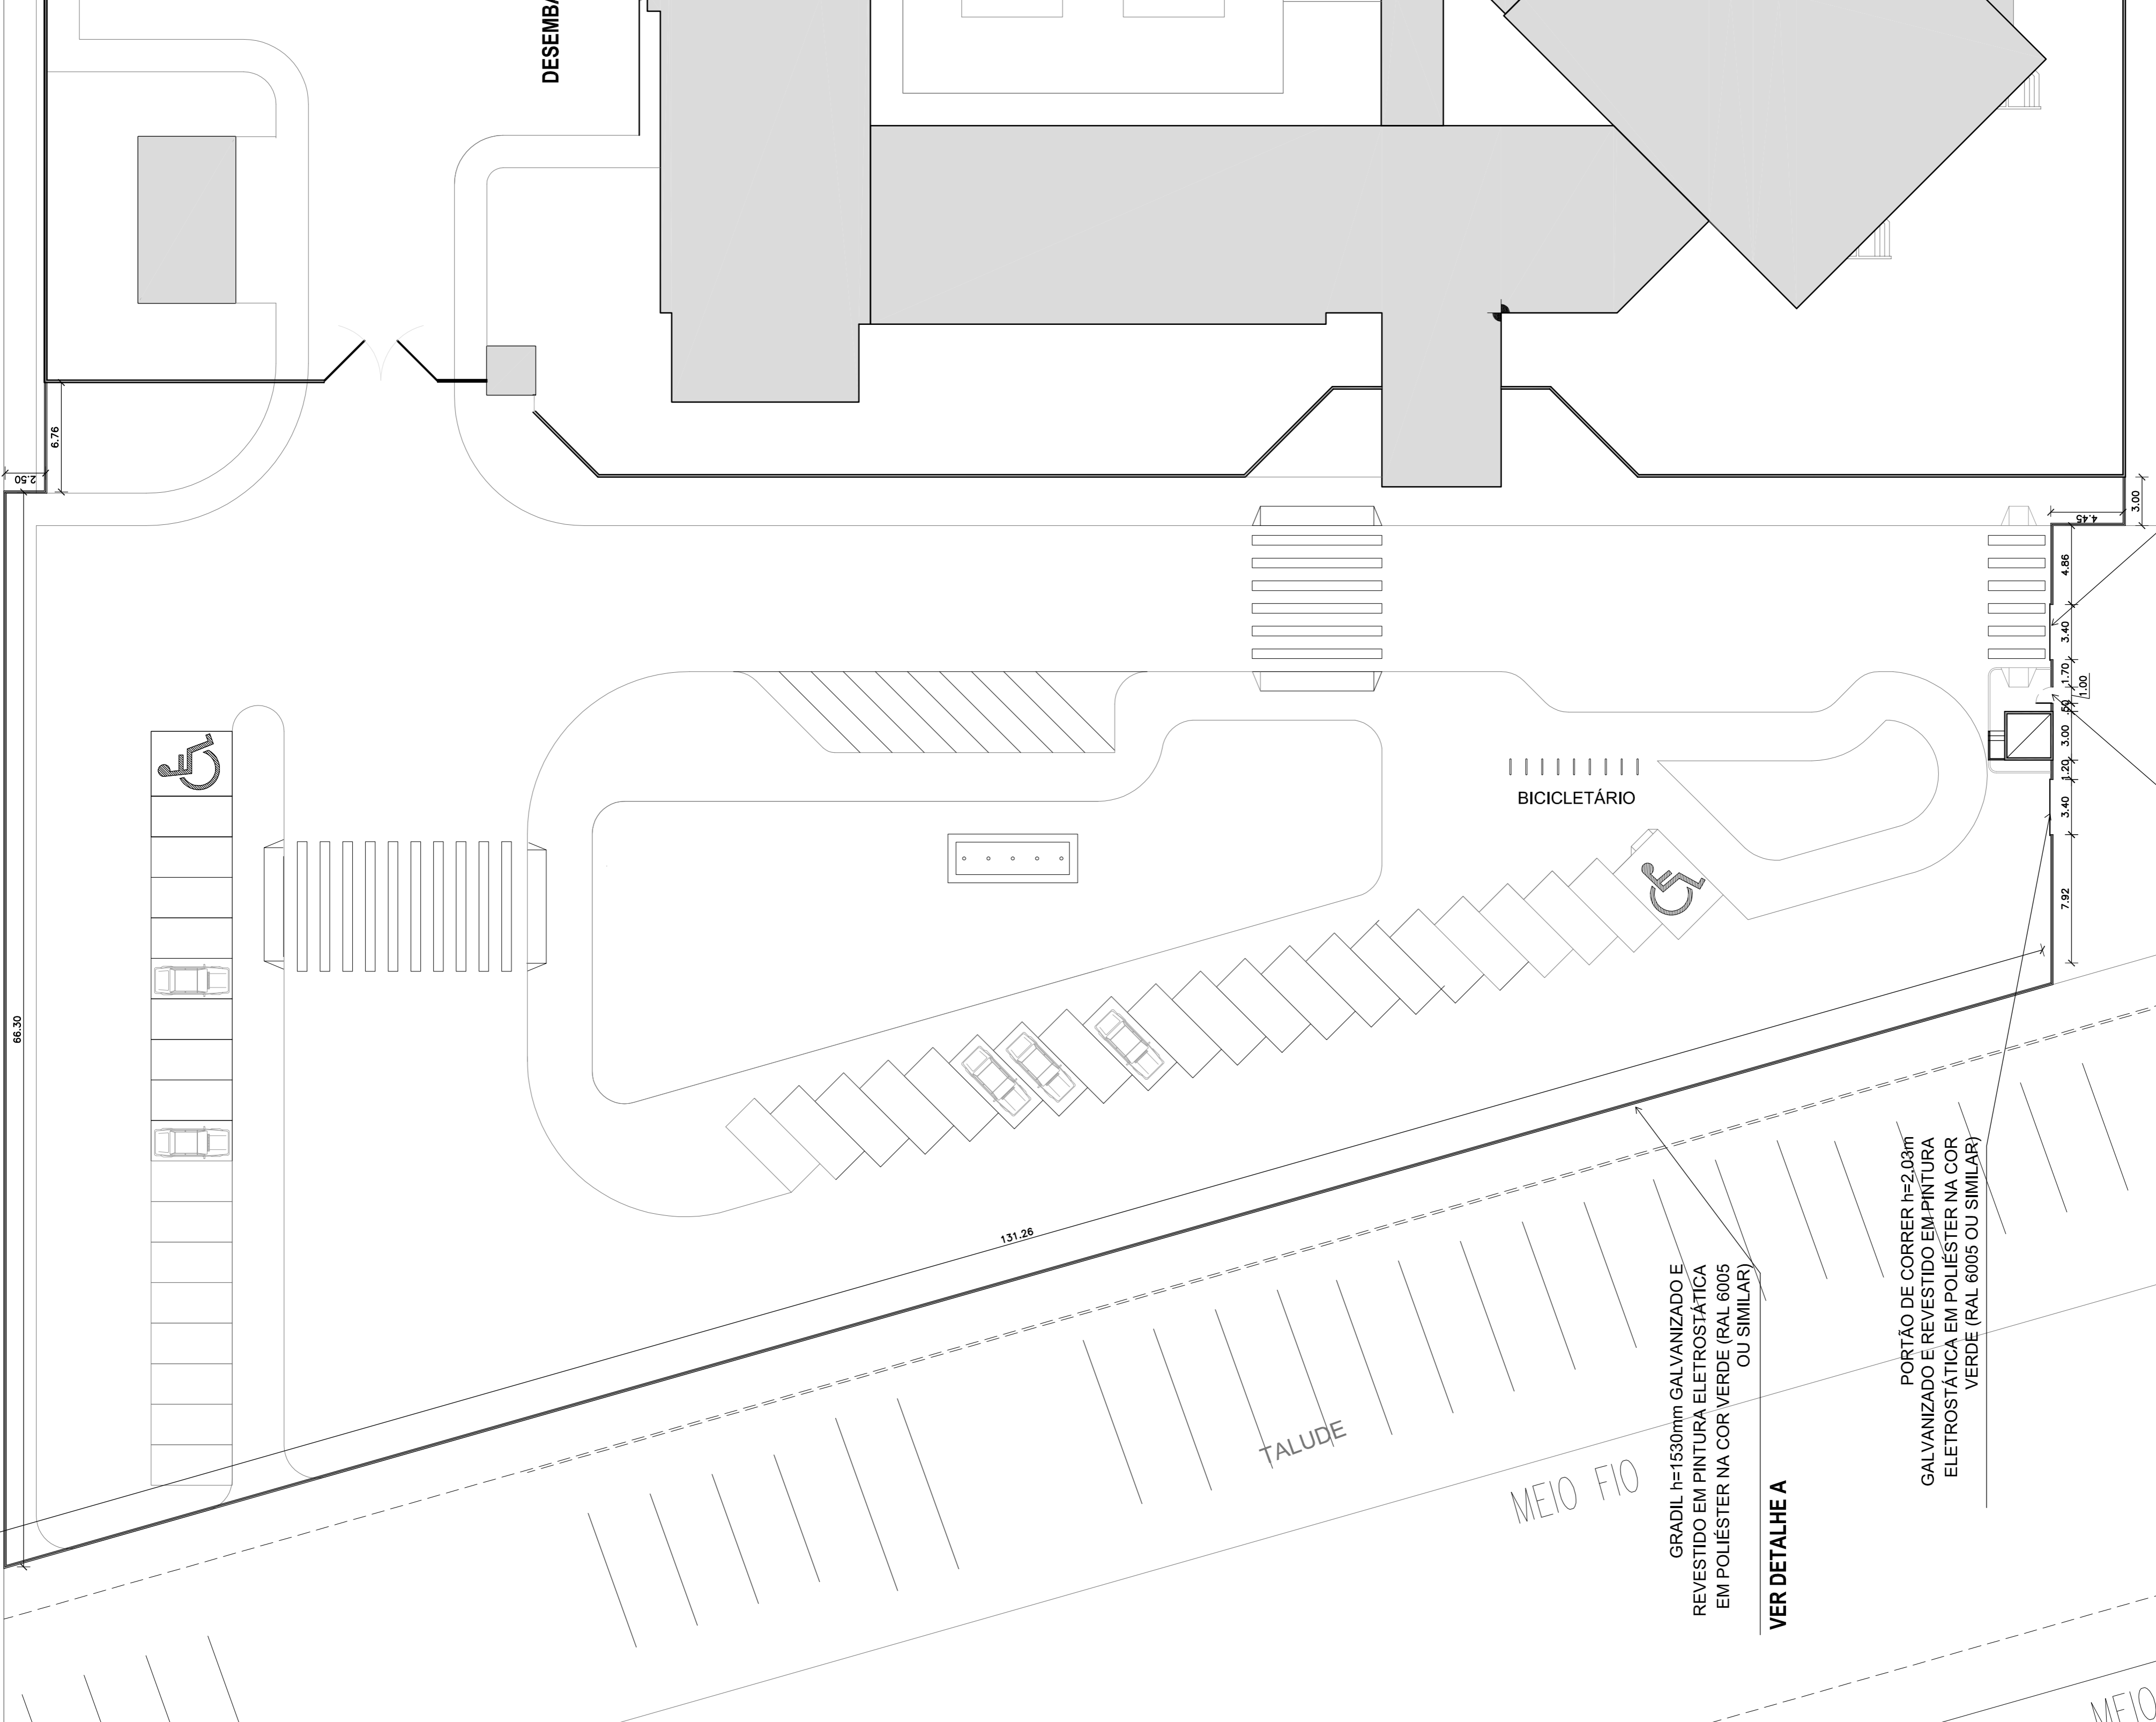 DESEMBA
6.76
2.50
66.30
3.00
4.45
4.86
3.40
1.70
1.00
.50
3.00
1.20
3.40
7.92
BICICLETÁRIO
131.26
GRADIL h=1530mm GALVANIZADO E
REVESTIDO EM PINTURA ELETROSTÁTICA
EM POLIÉSTER NA COR VERDE (RAL 6005
OU SIMILAR)
VER DETALHE A
PORTÃO DE CORRER h=2,03m
GALVANIZADO E REVESTIDO EM PINTURA
ELETROSTÁTICA EM POLIÉSTER NA COR
VERDE (RAL 6005 OU SIMILAR)
TALUDE
MEIO FIO
MEIO